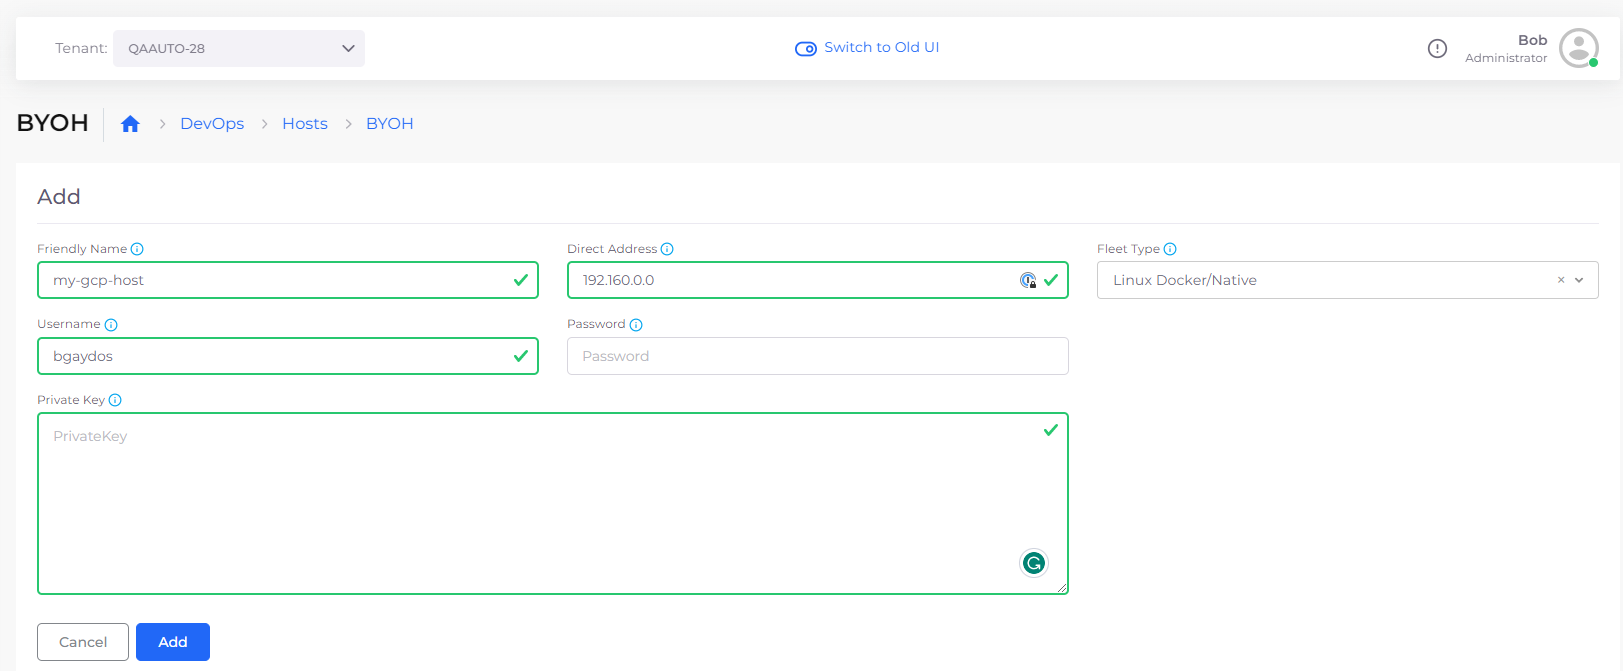 Tenant: QAAUTO-28 Switch to Old UI Bob
Administrator
BYOH DevOps Hosts BYOH
Add
Friendly Name Direct Address Fleet Type
my-gcp-host 192.160.0.0 Linux Docker/Native
Username Password
bgaydos Password
Private Key
PrivateKey
Cancel Add